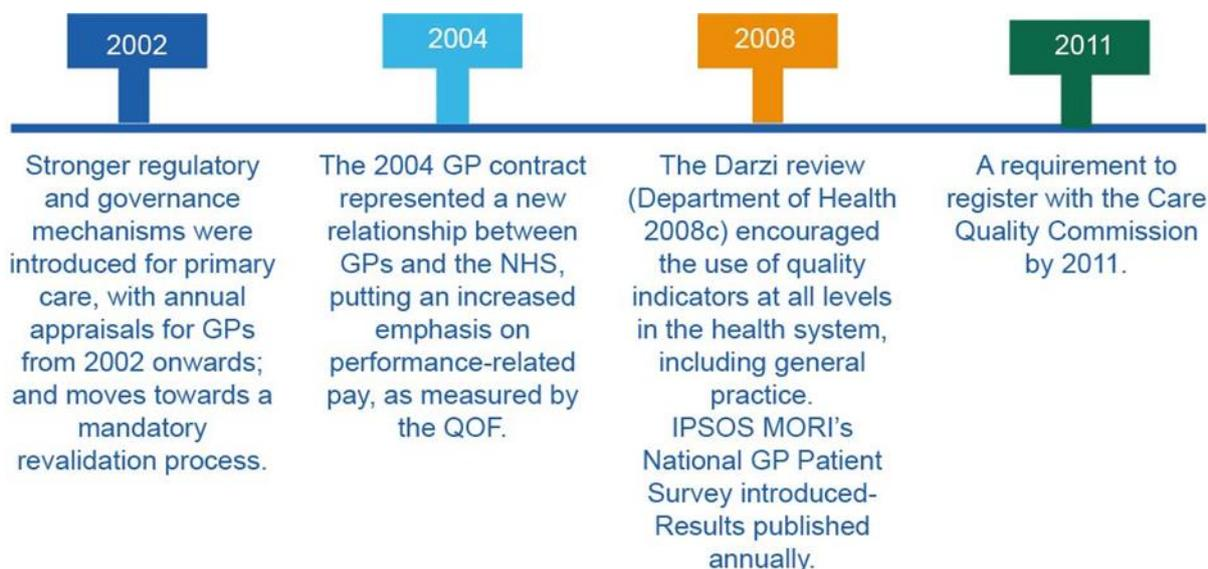 2002
Stronger regulatory
and governance
mechanisms were
introduced for primary
care, with annual
appraisals for GPs
from 2002 onwards;
and moves towards a
mandatory
revalidation process.
2004
The 2004 GP contract
represented a new
relationship between
GPs and the NHS,
putting an increased
emphasis on
performance-related
pay, as measured by
the QOF.
2008
The Darzi review
(Department of Health
2008c) encouraged
the use of quality
indicators at all levels
in the health system,
including general
practice.
IPSOS MORI’s
National GP Patient
Survey introduced-
Results published
annually.
2011
A requirement to
register with the Care
Quality Commission
by 2011.